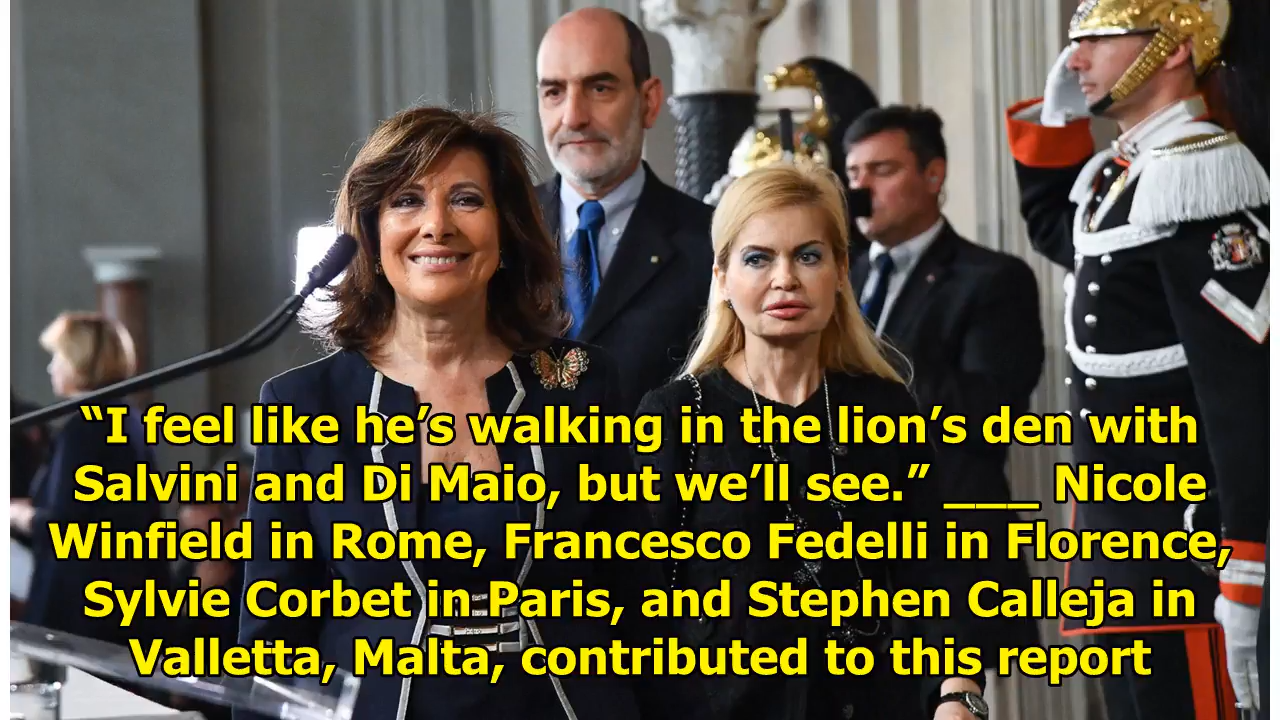 “I feel like he’s walking in the lion’s den with
Salvini and Di Maio, but we’ll see.” ___ Nicole
Winfield in Rome, Francesco Fedelli in Florence,
Sylvie Corbet in Paris, and Stephen Calleja in
Valletta, Malta, contributed to this report